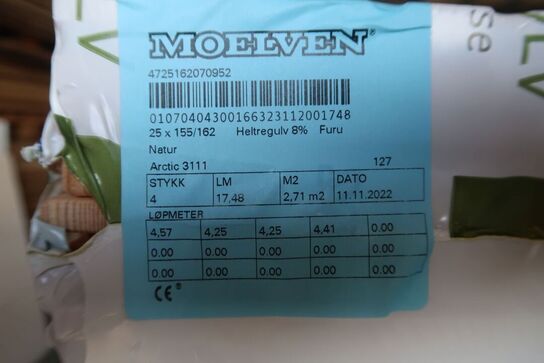 MOELVEN®
4725162070952
01070404300166323112001748
25 x 155/162 Heltregulv 8% Furu
Natur
Arctic 3111 127
STYKK LM M2 DATO
4 17,48 2,71 m2 11.11.2022
LØPMETER
4,57 4,25 4,25 4,41 0.00
0.00 0.00 0.00 0.00 0.00
0.00 0.00 0.00 0.00 0.00
CE®